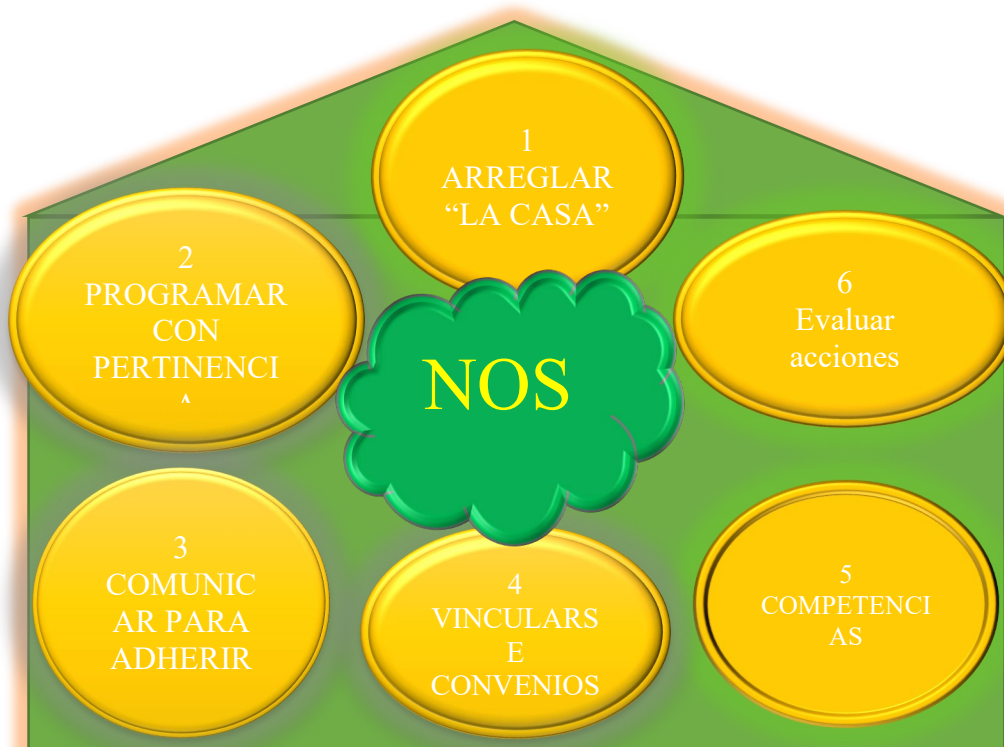 1
ARREGLAR
“LA CASA”
2
PROGRAMAR
CON
PERTINENCI
A
3
COMUNIC
AR PARA
ADHERIR
4
VINCULARS
E
CONVENIOS
5
COMPETENCI
AS
6
Evaluar
acciones
NOS